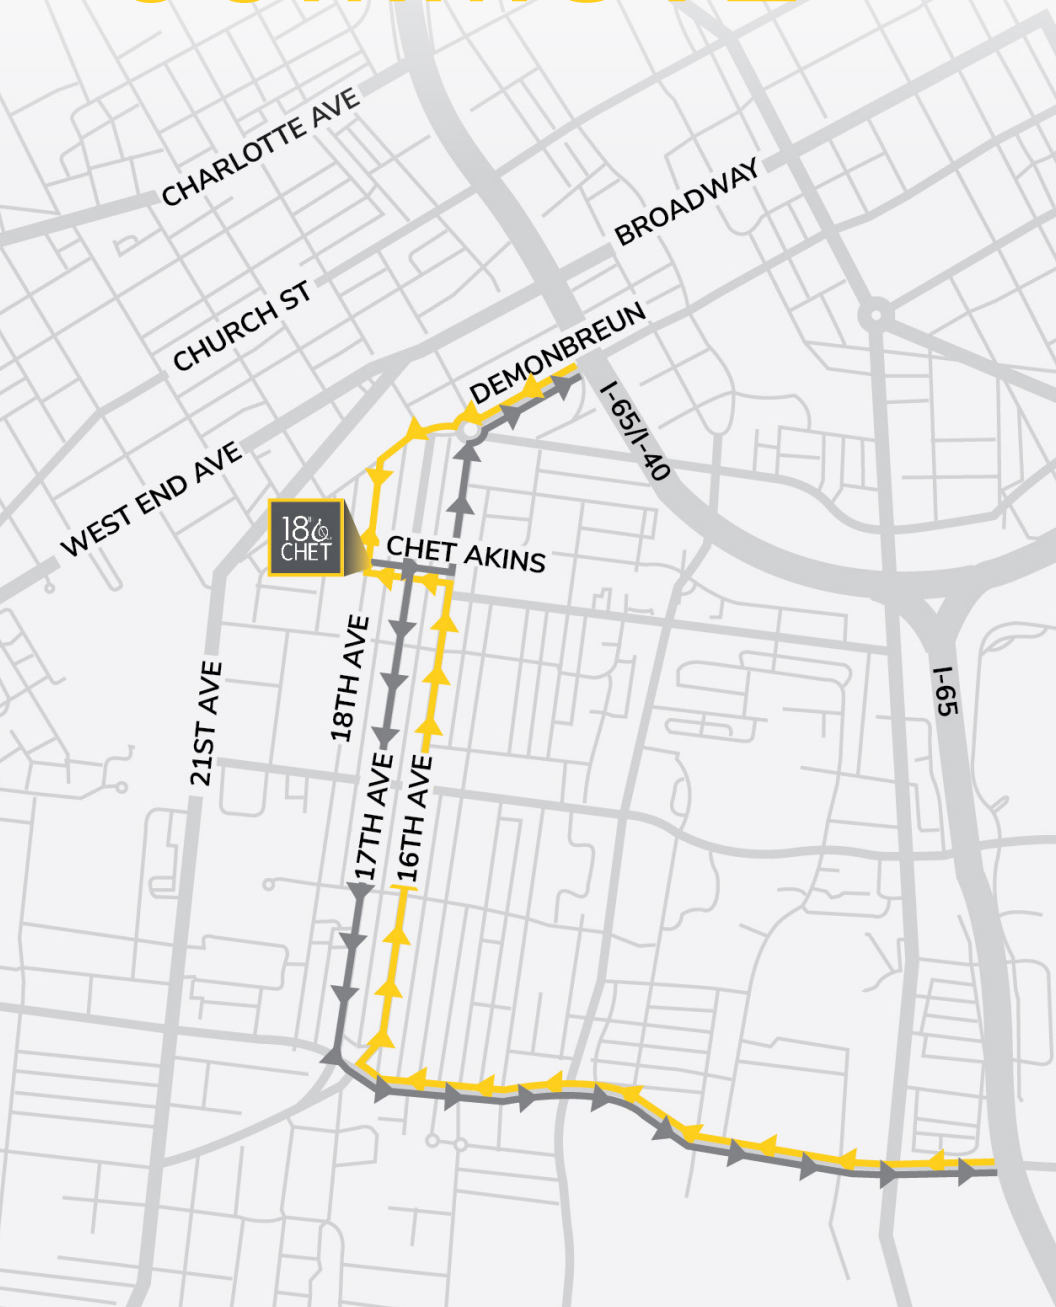 CHARLOTTE AVE
BROADWAY
CHURCH ST
DEMONBREUN
I-65/I-40
WEST END AVE
18
CHET
CHET AKINS
18TH AVE
21ST AVE
I-65
17TH AVE
16TH AVE